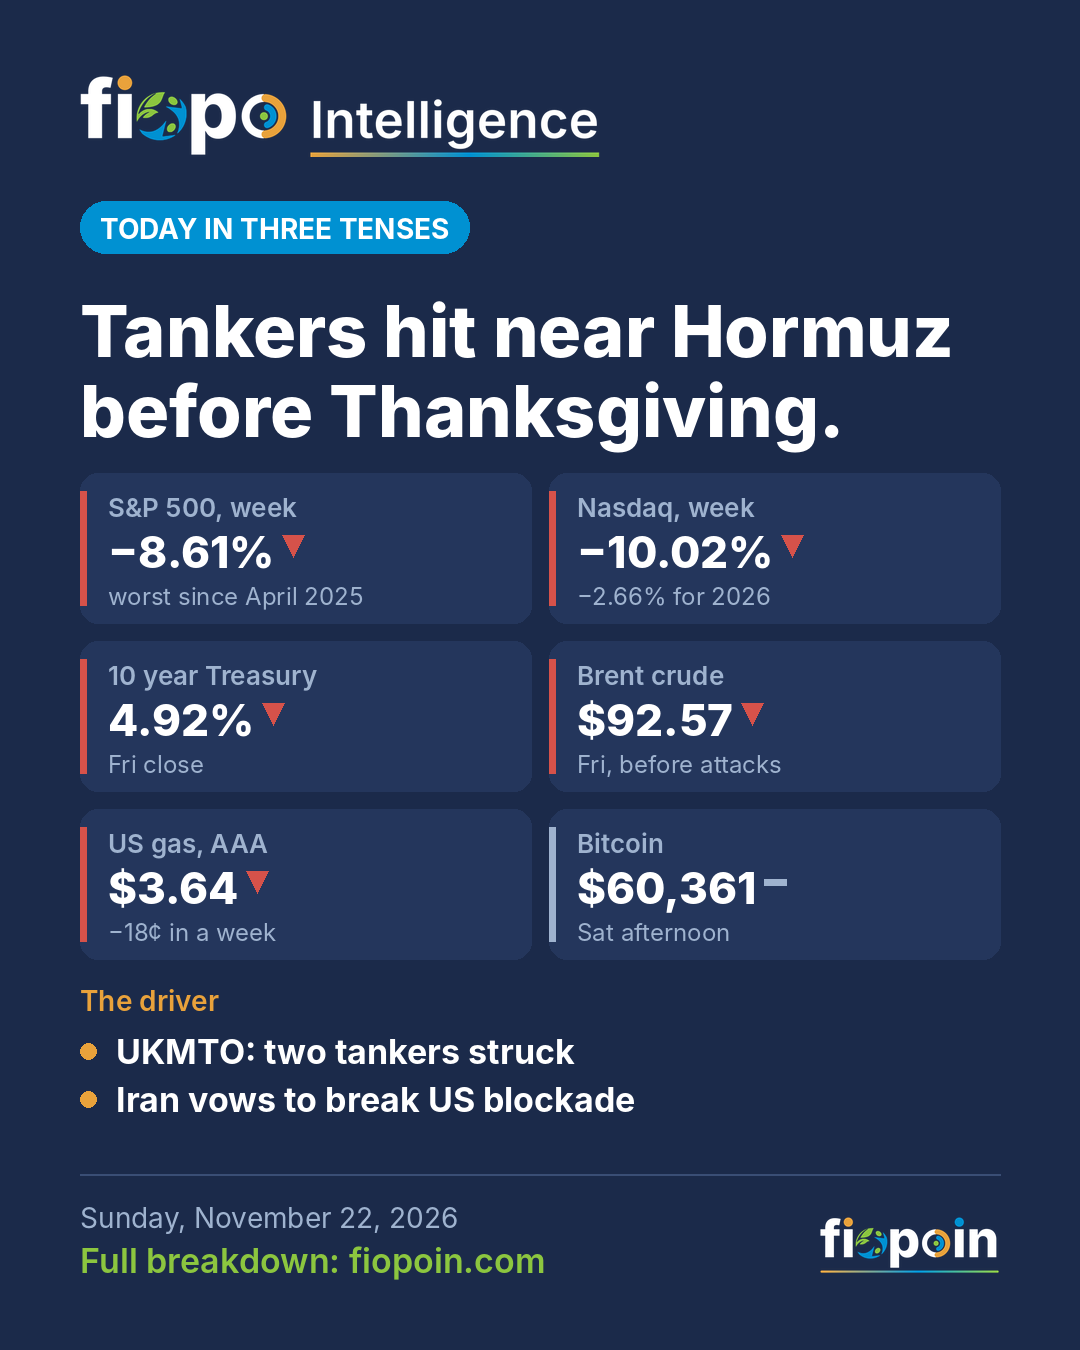 fiopo Intelligence
TODAY IN THREE TENSES
Tankers hit near Hormuz
before Thanksgiving.
S&P 500, week
−8.61% ▼
worst since April 2025
Nasdaq, week
−10.02% ▼
−2.66% for 2026
10 year Treasury
4.92% ▼
Fri close
Brent crude
$92.57 ▼
Fri, before attacks
US gas, AAA
$3.64 ▼
−18¢ in a week
Bitcoin
$60,361 –
Sat afternoon
The driver
UKMTO: two tankers struck
Iran vows to break US blockade
Sunday, November 22, 2026
Full breakdown: fiopoin.com
fiopoin